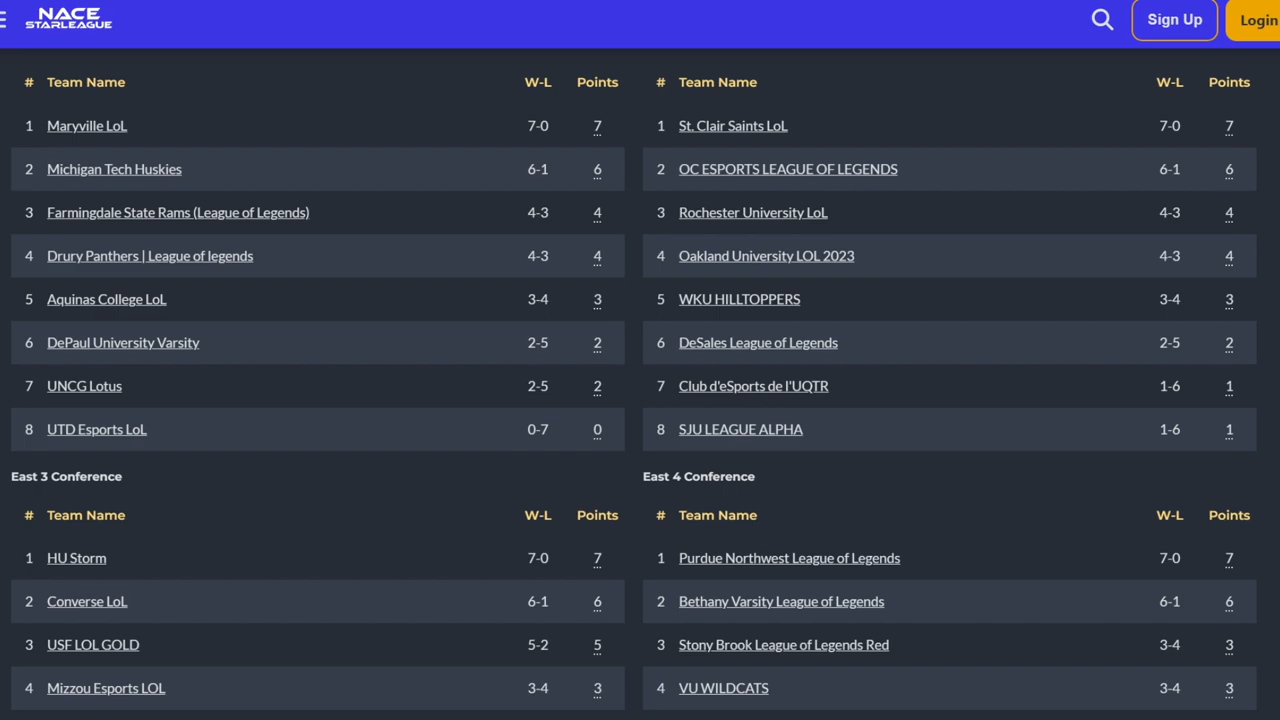 NACE
STARLEAGUE
Sign Up
Login
# Team Name W-L Points
1 Maryville LoL 7-0 7
2 Michigan Tech Huskies 6-1 6
3 Farmingdale State Rams (League of Legends) 4-3 4
4 Drury Panthers | League of legends 4-3 4
5 Aquinas College LoL 3-4 3
6 DePaul University Varsity 2-5 2
7 UNCG Lotus 2-5 2
8 UTD Esports LoL 0-7 0
# Team Name W-L Points
1 St. Clair Saints LoL 7-0 7
2 OC ESPORTS LEAGUE OF LEGENDS 6-1 6
3 Rochester University LoL 4-3 4
4 Oakland University LOL 2023 4-3 4
5 WKU HILLTOPPERS 3-4 3
6 DeSales League of Legends 2-5 2
7 Club d'eSports de l'UQTR 1-6 1
8 SJU LEAGUE ALPHA 1-6 1
East 3 Conference
# Team Name W-L Points
1 HU Storm 7-0 7
2 Converse LoL 6-1 6
3 USF LOL GOLD 5-2 5
4 Mizzou Esports LOL 3-4 3
East 4 Conference
# Team Name W-L Points
1 Purdue Northwest League of Legends 7-0 7
2 Bethany Varsity League of Legends 6-1 6
3 Stony Brook League of Legends Red 3-4 3
4 VU WILDCATS 3-4 3